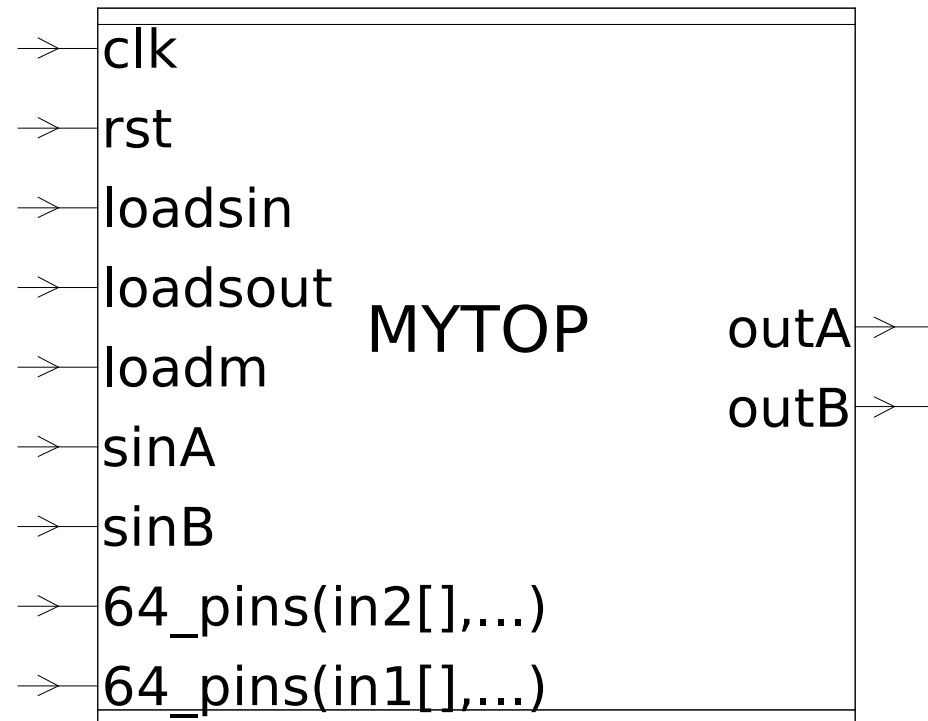 clk
rst
loadsin
loadsout
MYTOP
outA
loadm
outB
sinA
sinB
64_pins(in2[],...)
64_pins(in1[],...)